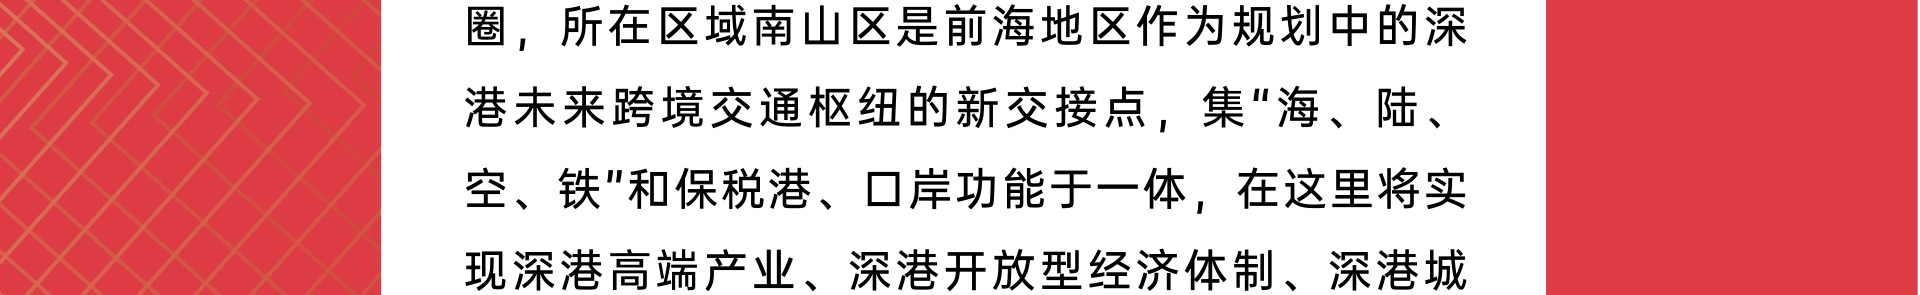 圈，所在区域南山区是前海地区作为规划中的深
港未来跨境交通枢纽的新交接点，集“海、陆、
空、铁”和保税港、口岸功能于一体，在这里将实
现深港高端产业、深港开放型经济体制、深港城